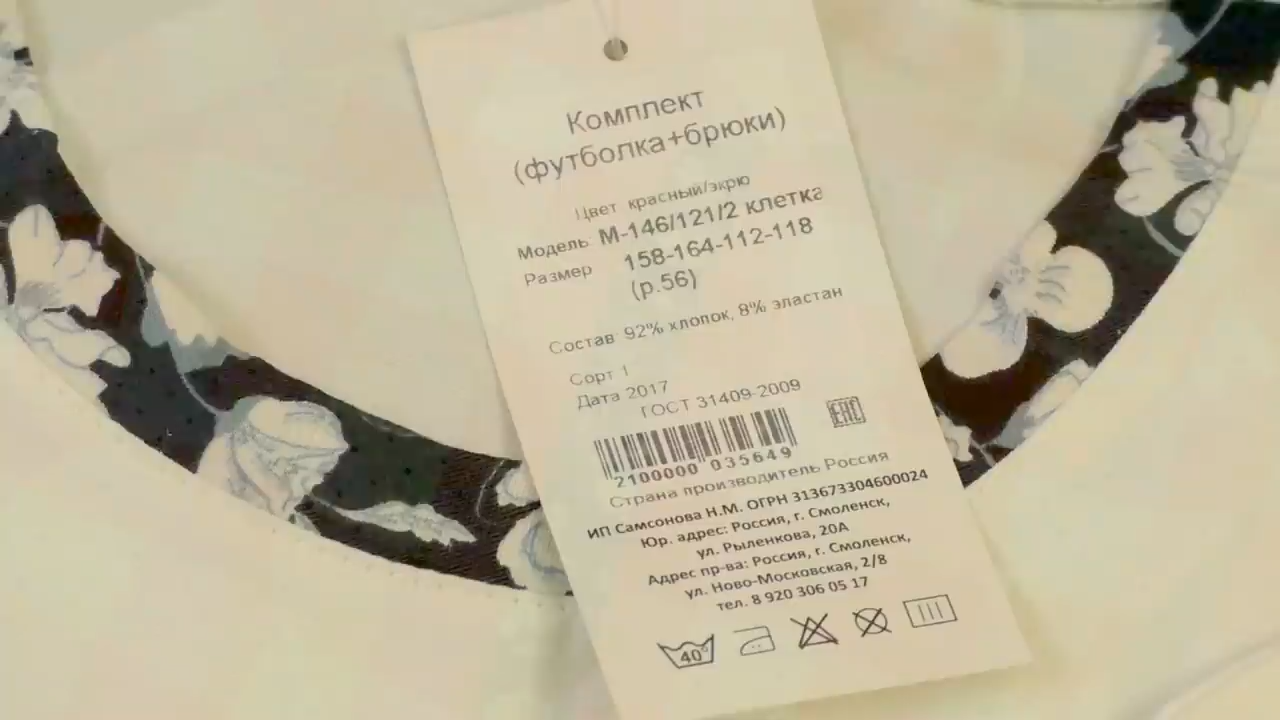 Комплект
(футболка+брюки)
Цвет красный/экрю
Модель: М-146/121/2 клетка
Размер 158-164-112-118
(р.56)
Состав: 92% хлопок, 8% эластан
Сорт 1
Дата 2017
ГОСТ 31409-2009
EAC
2100000 035649
Страна производитель Россия
ИП Самсонова Н.М. ОГРН 313673304600024
Юр. адрес: Россия, г. Смоленск,
ул. Рыленкова, 20А
Адрес пр-ва: Россия, г. Смоленск,
ул. Ново-Московская, 2/8
тел. 8 920 306 05 17
40°